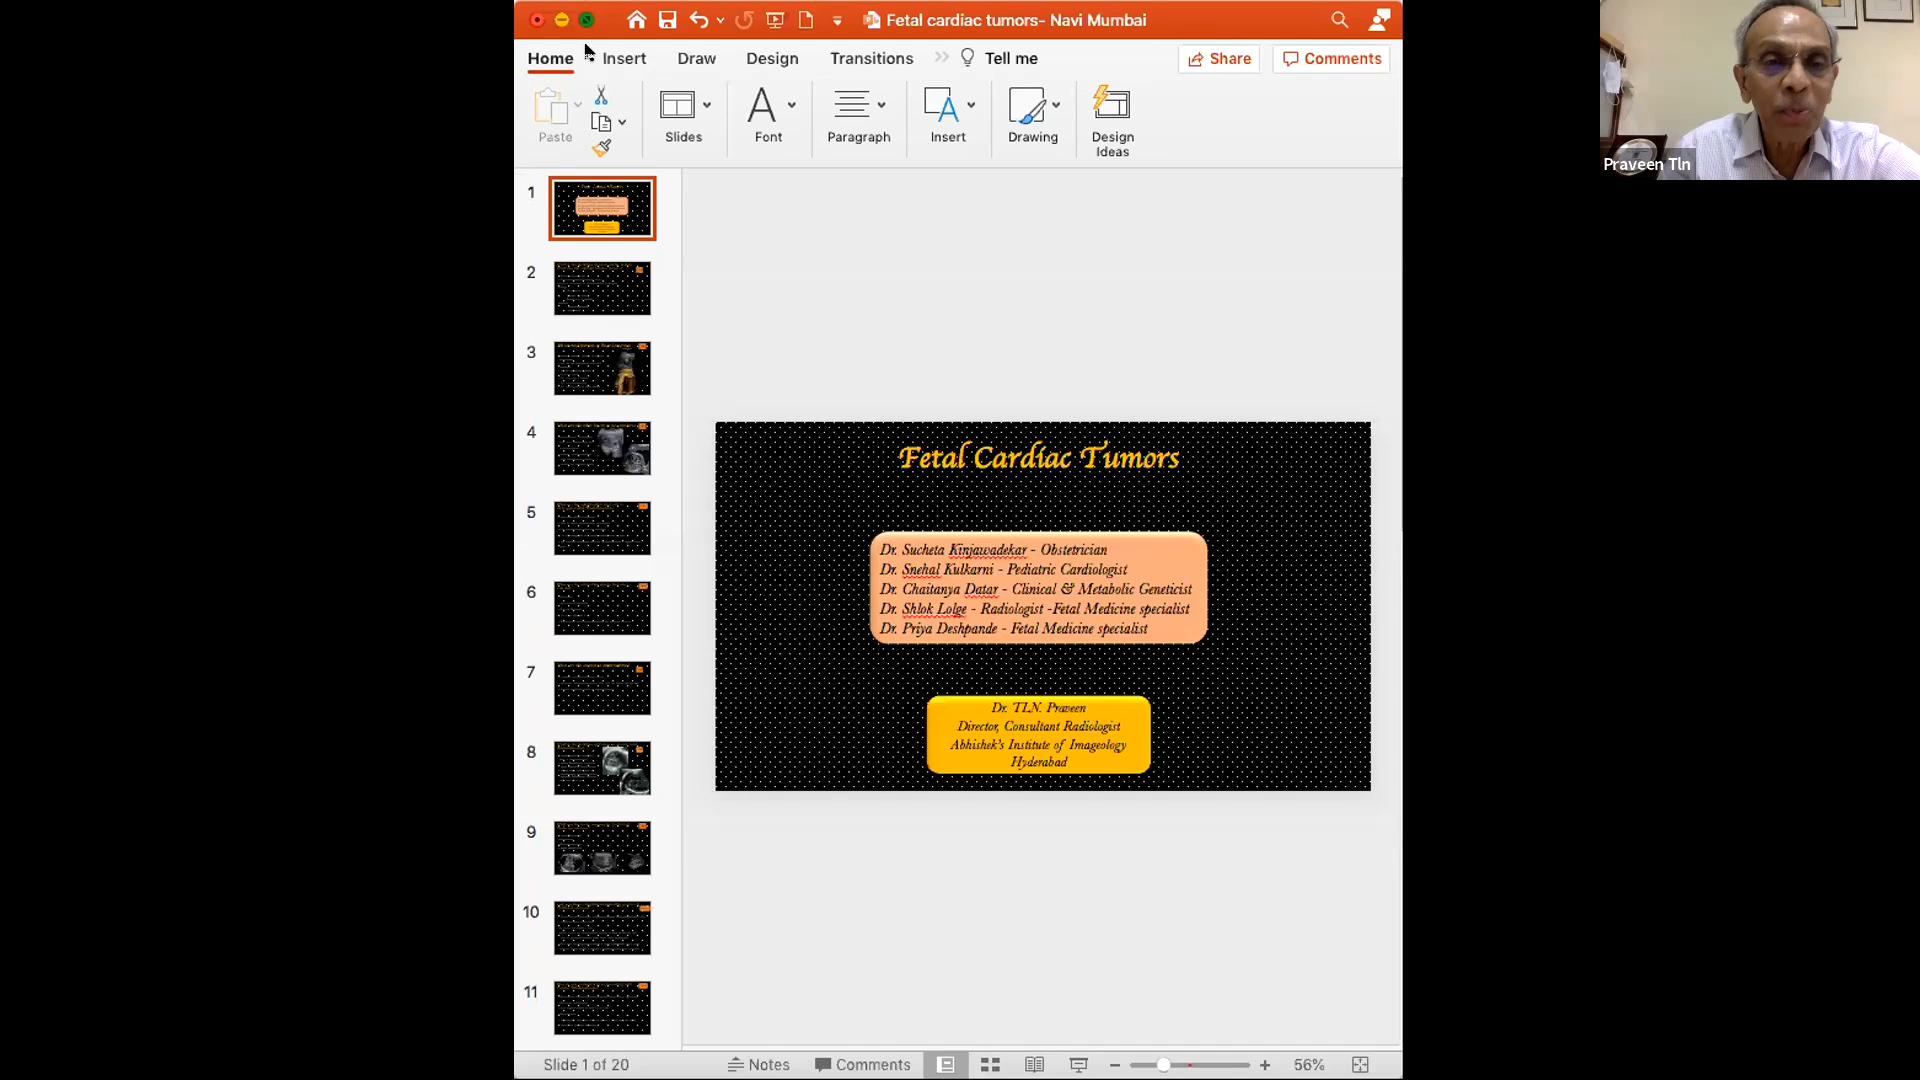 Fetal cardiac tumors- Navi Mumbai
Home
Insert
Draw
Design
Transitions
Tell me
Share
Comments
Paste
Slides
Font
Paragraph
Insert
Drawing
Design
Ideas
1
2
3
4
5
6
7
8
9
10
11
Fetal Cardiac Tumors
Dr. Sucheta Kinjawadekar - Obstetrician
Dr. Snehal Kulkarni - Pediatric Cardiologist
Dr. Chaitanya Datar - Clinical & Metabolic Geneticist
Dr. Shlok Lolge - Radiologist -Fetal Medicine specialist
Dr. Priya Deshpande - Fetal Medicine specialist
Dr. T.L.N. Praveen
Director, Consultant Radiologist
Abhishek's Institute of Imageology
Hyderabad
Slide 1 of 20
Notes
Comments
56%
Praveen Tln